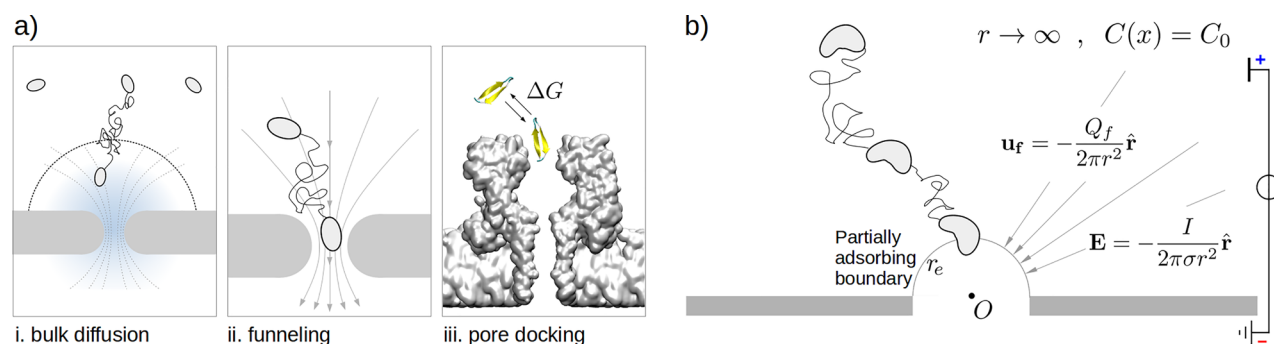 a)
ΔG
i. bulk diffusion
ii. funneling
iii. pore docking
b)
r → ∞ , C(x) = C₀
+
u_f = −Q_f/(2πr²) r̂
E = −I/(2πσr²) r̂
Partially
adsorbing
boundary
r_e
O
−